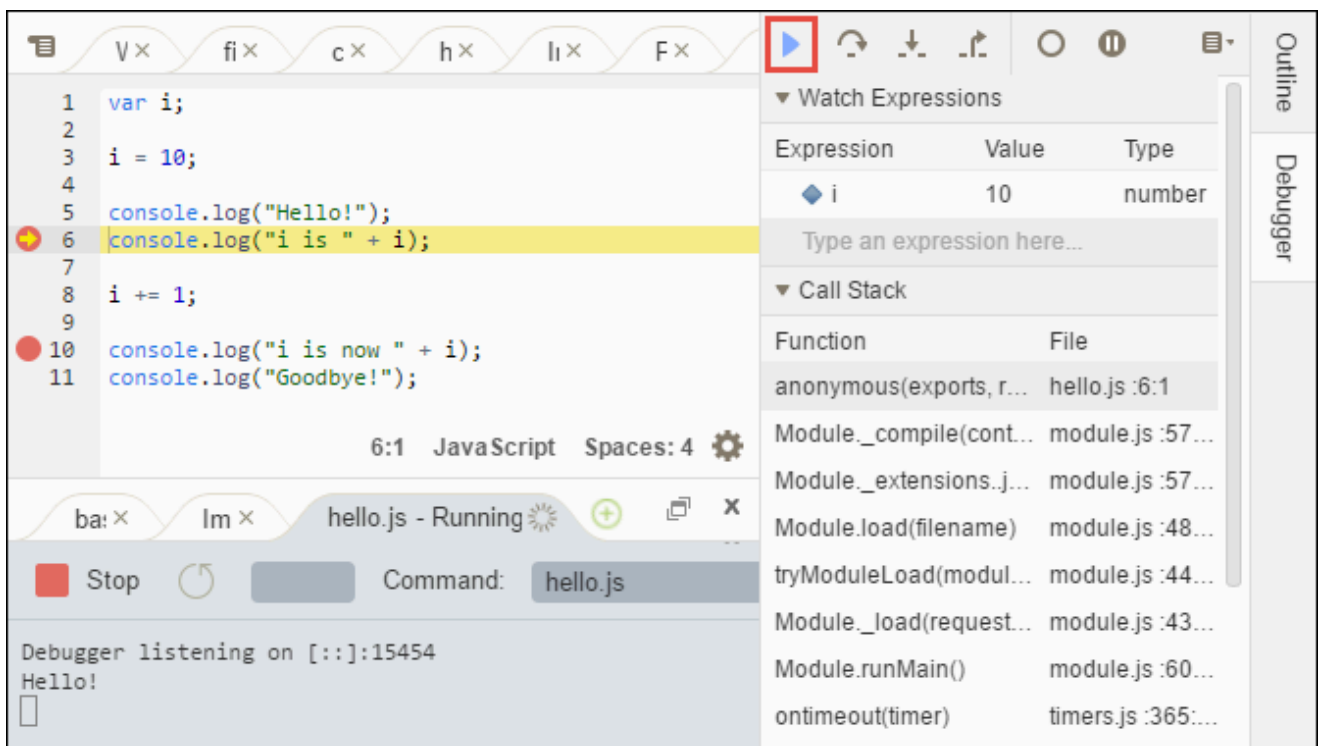 V fi c h Iı F
1 var i;
2
3 i = 10;
4
5 console.log("Hello!");
6 console.log("i is " + i);
7
8 i += 1;
9
10 console.log("i is now " + i);
11 console.log("Goodbye!");
6:1 JavaScript Spaces: 4
Watch Expressions
Expression Value Type
i 10 number
Type an expression here...
Call Stack
Function File
anonymous(exports, r... hello.js :6:1
Module._compile(cont... module.js :57...
Module._extensions..j... module.js :57...
Module.load(filename) module.js :48...
tryModuleLoad(modul... module.js :44...
Module._load(request... module.js :43...
Module.runMain() module.js :60...
ontimeout(timer) timers.js :365:...
Outline
Debugger
ba: Im hello.js - Running
Stop Command: hello.js
Debugger listening on [::]:15454
Hello!